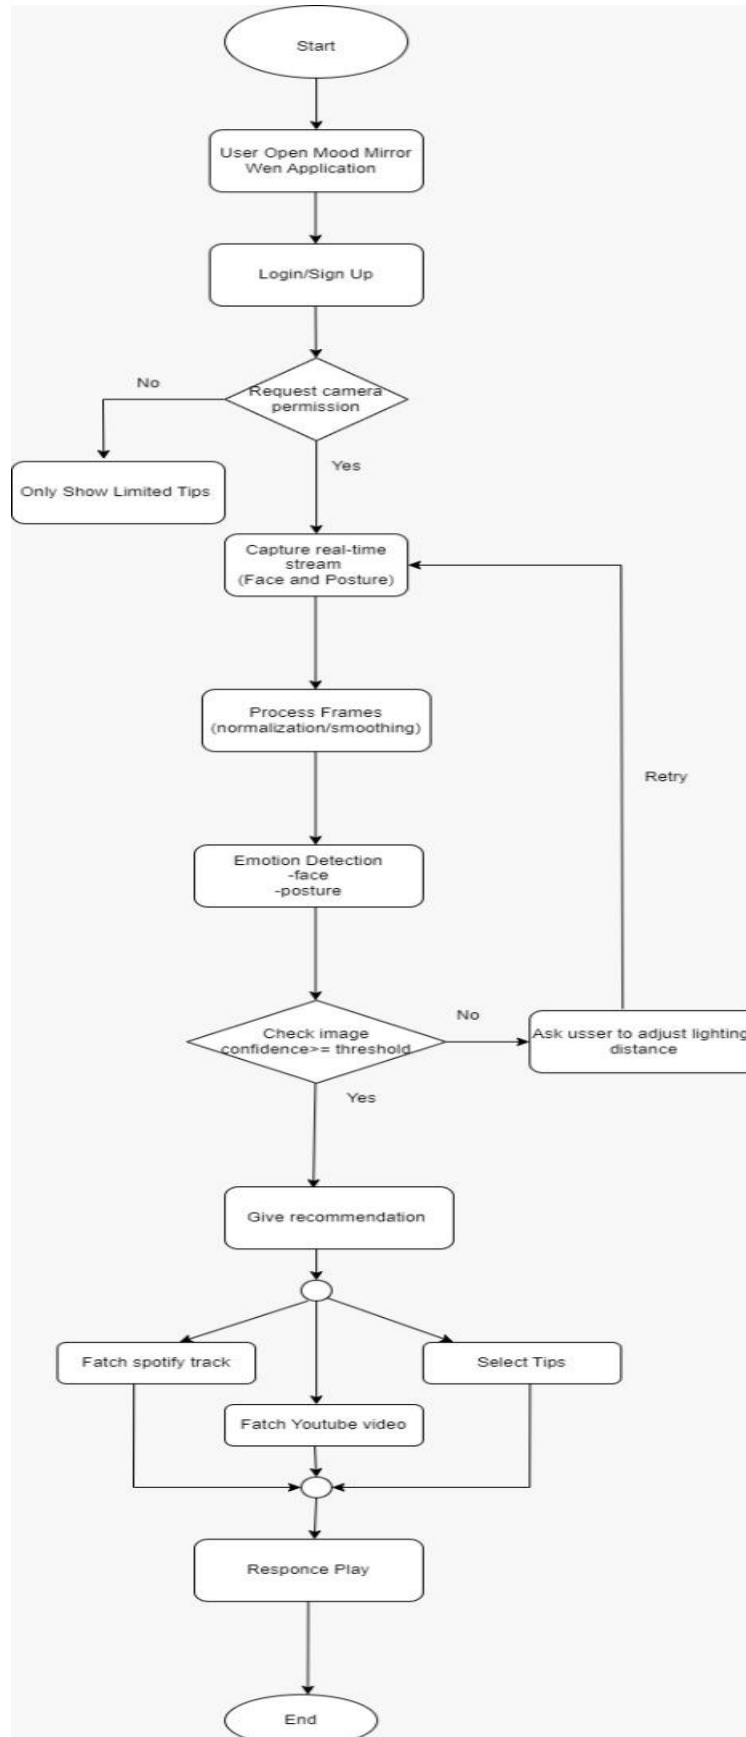 Start
User Open Mood Mirror
Wen Application
Login/Sign Up
No
Request camera
permission
Yes
Only Show Limited Tips
Capture real-time
stream
(Face and Posture)
Process Frames
(normalization/smoothing)
Retry
Emotion Detection
-face
-posture
Check image
confidence>= threshold
No
Ask usser to adjust lighting
distance
Yes
Give recommendation
Fatch spotify track
Select Tips
Fatch Youtube video
Responce Play
End